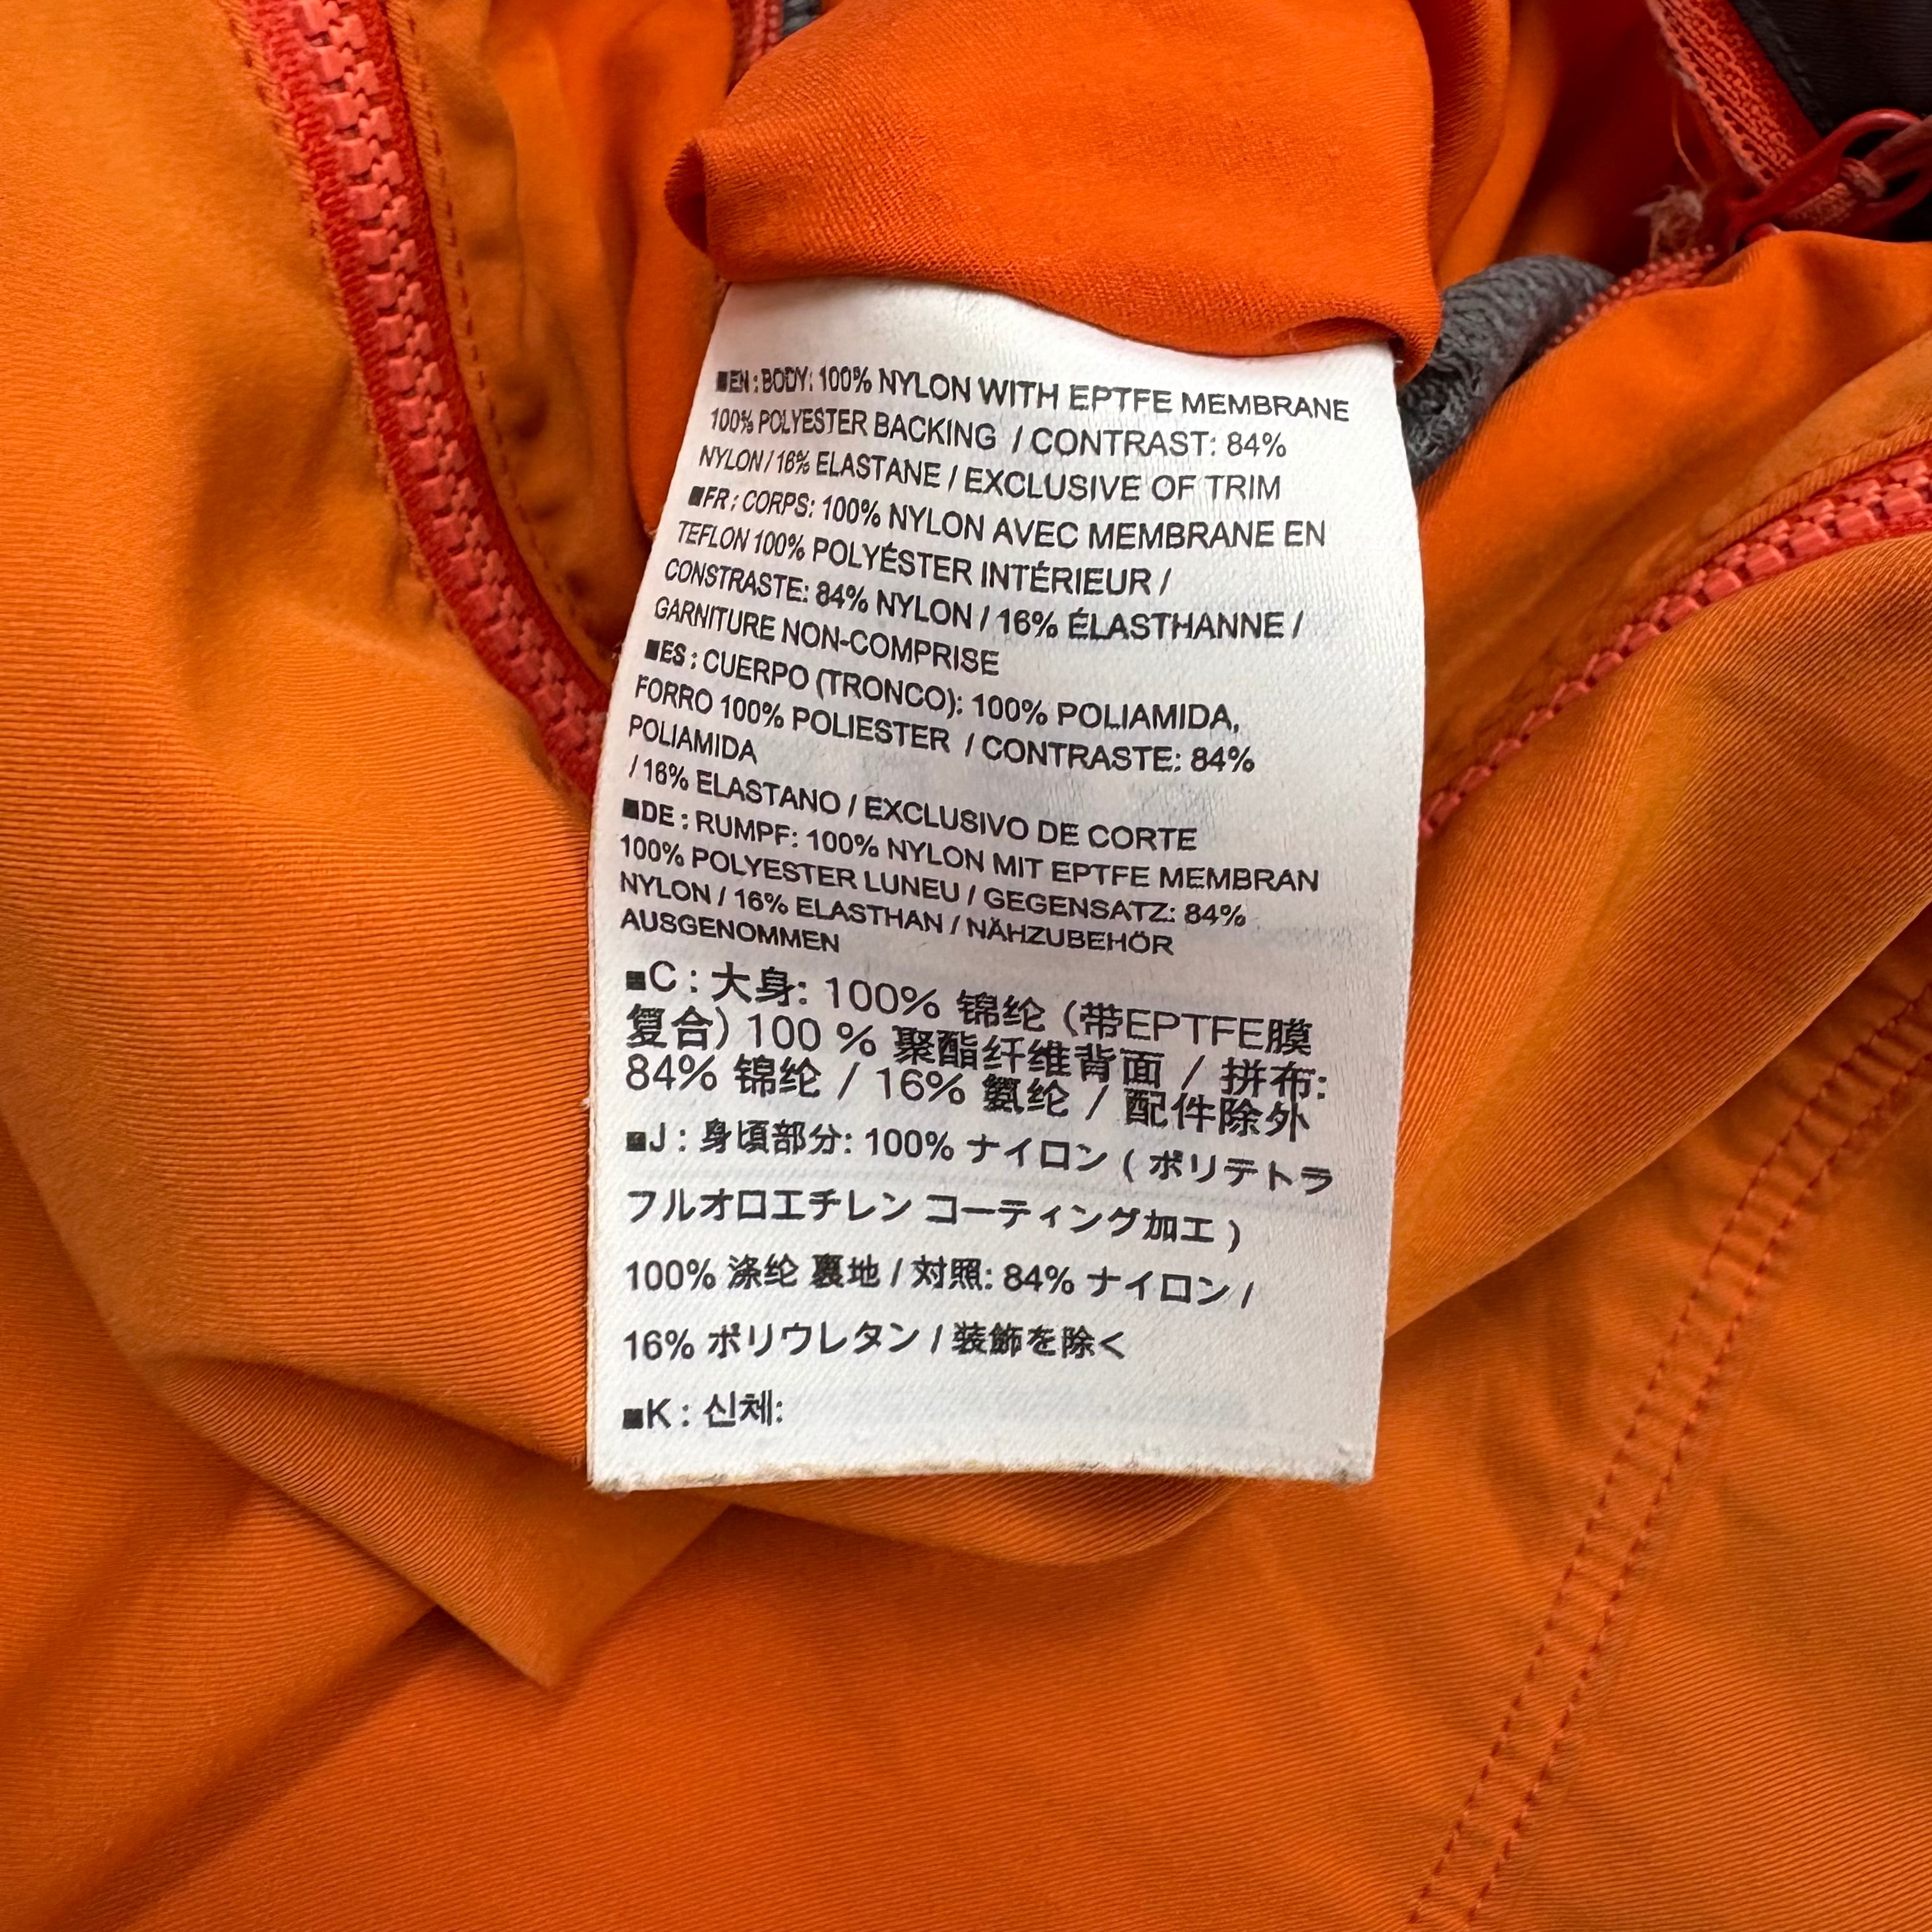 ■EN : BODY: 100% NYLON WITH EPTFE MEMBRANE
100% POLYESTER BACKING / CONTRAST: 84%
NYLON / 16% ELASTANE / EXCLUSIVE OF TRIM
■FR : CORPS: 100% NYLON AVEC MEMBRANE EN
TEFLON 100% POLYÉSTER INTÉRIEUR /
CONSTRASTE: 84% NYLON / 16% ÉLASTHANNE /
GARNITURE NON-COMPRISE
■ES : CUERPO (TRONCO): 100% POLIAMIDA,
FORRO 100% POLIESTER / CONTRASTE: 84%
POLIAMIDA
/ 16% ELASTANO / EXCLUSIVO DE CORTE
■DE : RUMPF: 100% NYLON MIT EPTFE MEMBRAN
100% POLYESTER LUNEU / GEGENSATZ: 84%
NYLON / 16% ELASTHAN / NÄHZUBEHÖR
AUSGENOMMEN
■C : 大身: 100% 锦纶 (带EPTFE膜
复合) 100 % 聚酯纤维背面 / 拼布:
84% 锦纶 / 16% 氨纶 / 配件除外
■J : 身頃部分: 100% ナイロン ( ポリテトラ
フルオロエチレン コーティング加工 )
100% 涤纶 裏地 / 対照: 84% ナイロン /
16% ポリウレタン / 装飾を除く
■K : 신체: